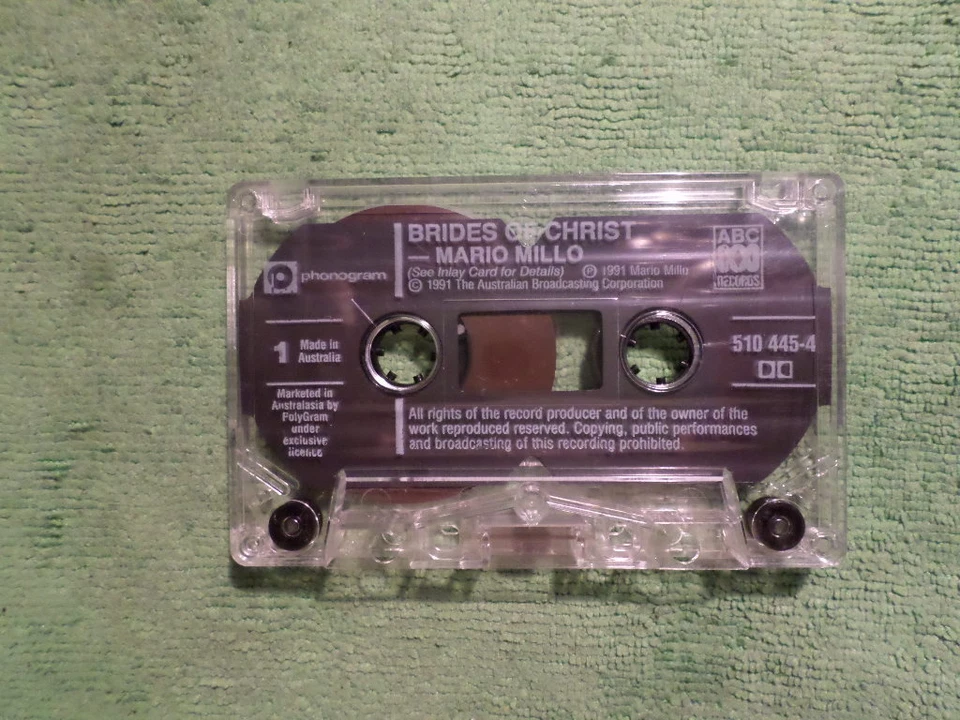 BRIDES OF CHRIST
— MARIO MILLO
(See Inlay Card for Details) ℗ 1991 Mario Millo
© 1991 The Australian Broadcasting Corporation
ABC
RECORDS
phonogram
1 Made in
Australia
510 445-4
Marketed in
Australasia by
PolyGram
under
exclusive
licence
All rights of the record producer and of the owner of the
work reproduced reserved. Copying, public performances
and broadcasting of this recording prohibited.